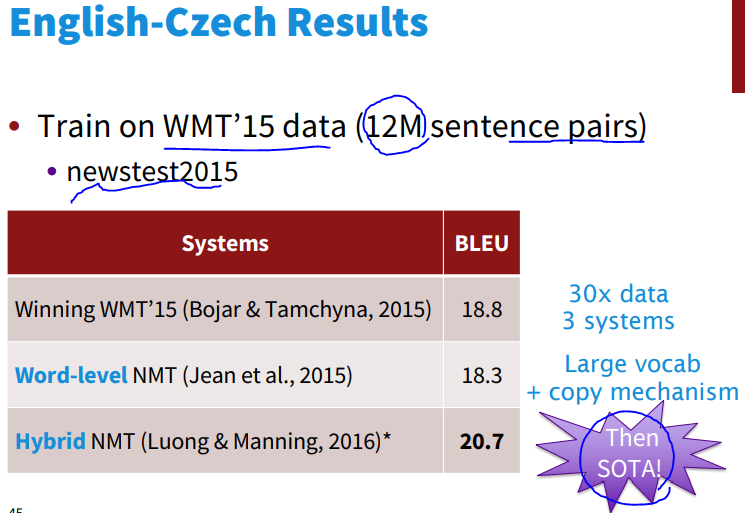 English-Czech Results
• Train on WMT'15 data (12M sentence pairs)
• newstest2015
Systems BLEU
Winning WMT'15 (Bojar & Tamchyna, 2015) 18.8
30x data
3 systems
Word-level NMT (Jean et al., 2015) 18.3
Large vocab
+ copy mechanism
Hybrid NMT (Luong & Manning, 2016)* 20.7
Then
SOTA!
45